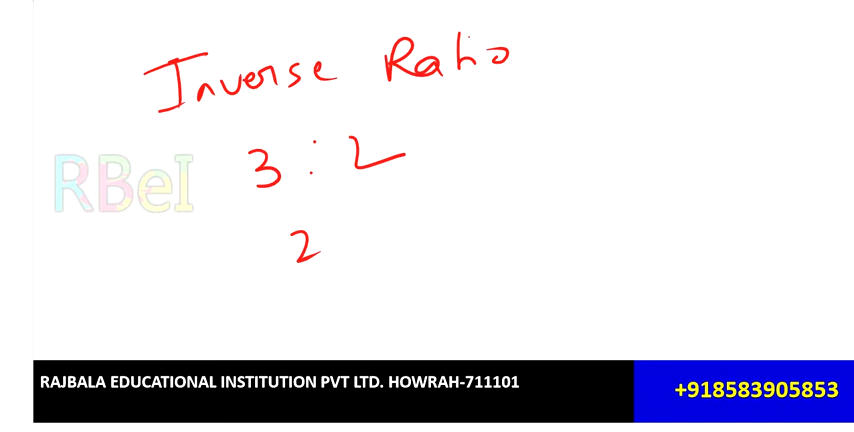 Inverse Ratio
3 : 2
RBeI
2
RAJBALA EDUCATIONAL INSTITUTION PVT LTD. HOWRAH-711101
+918583905853